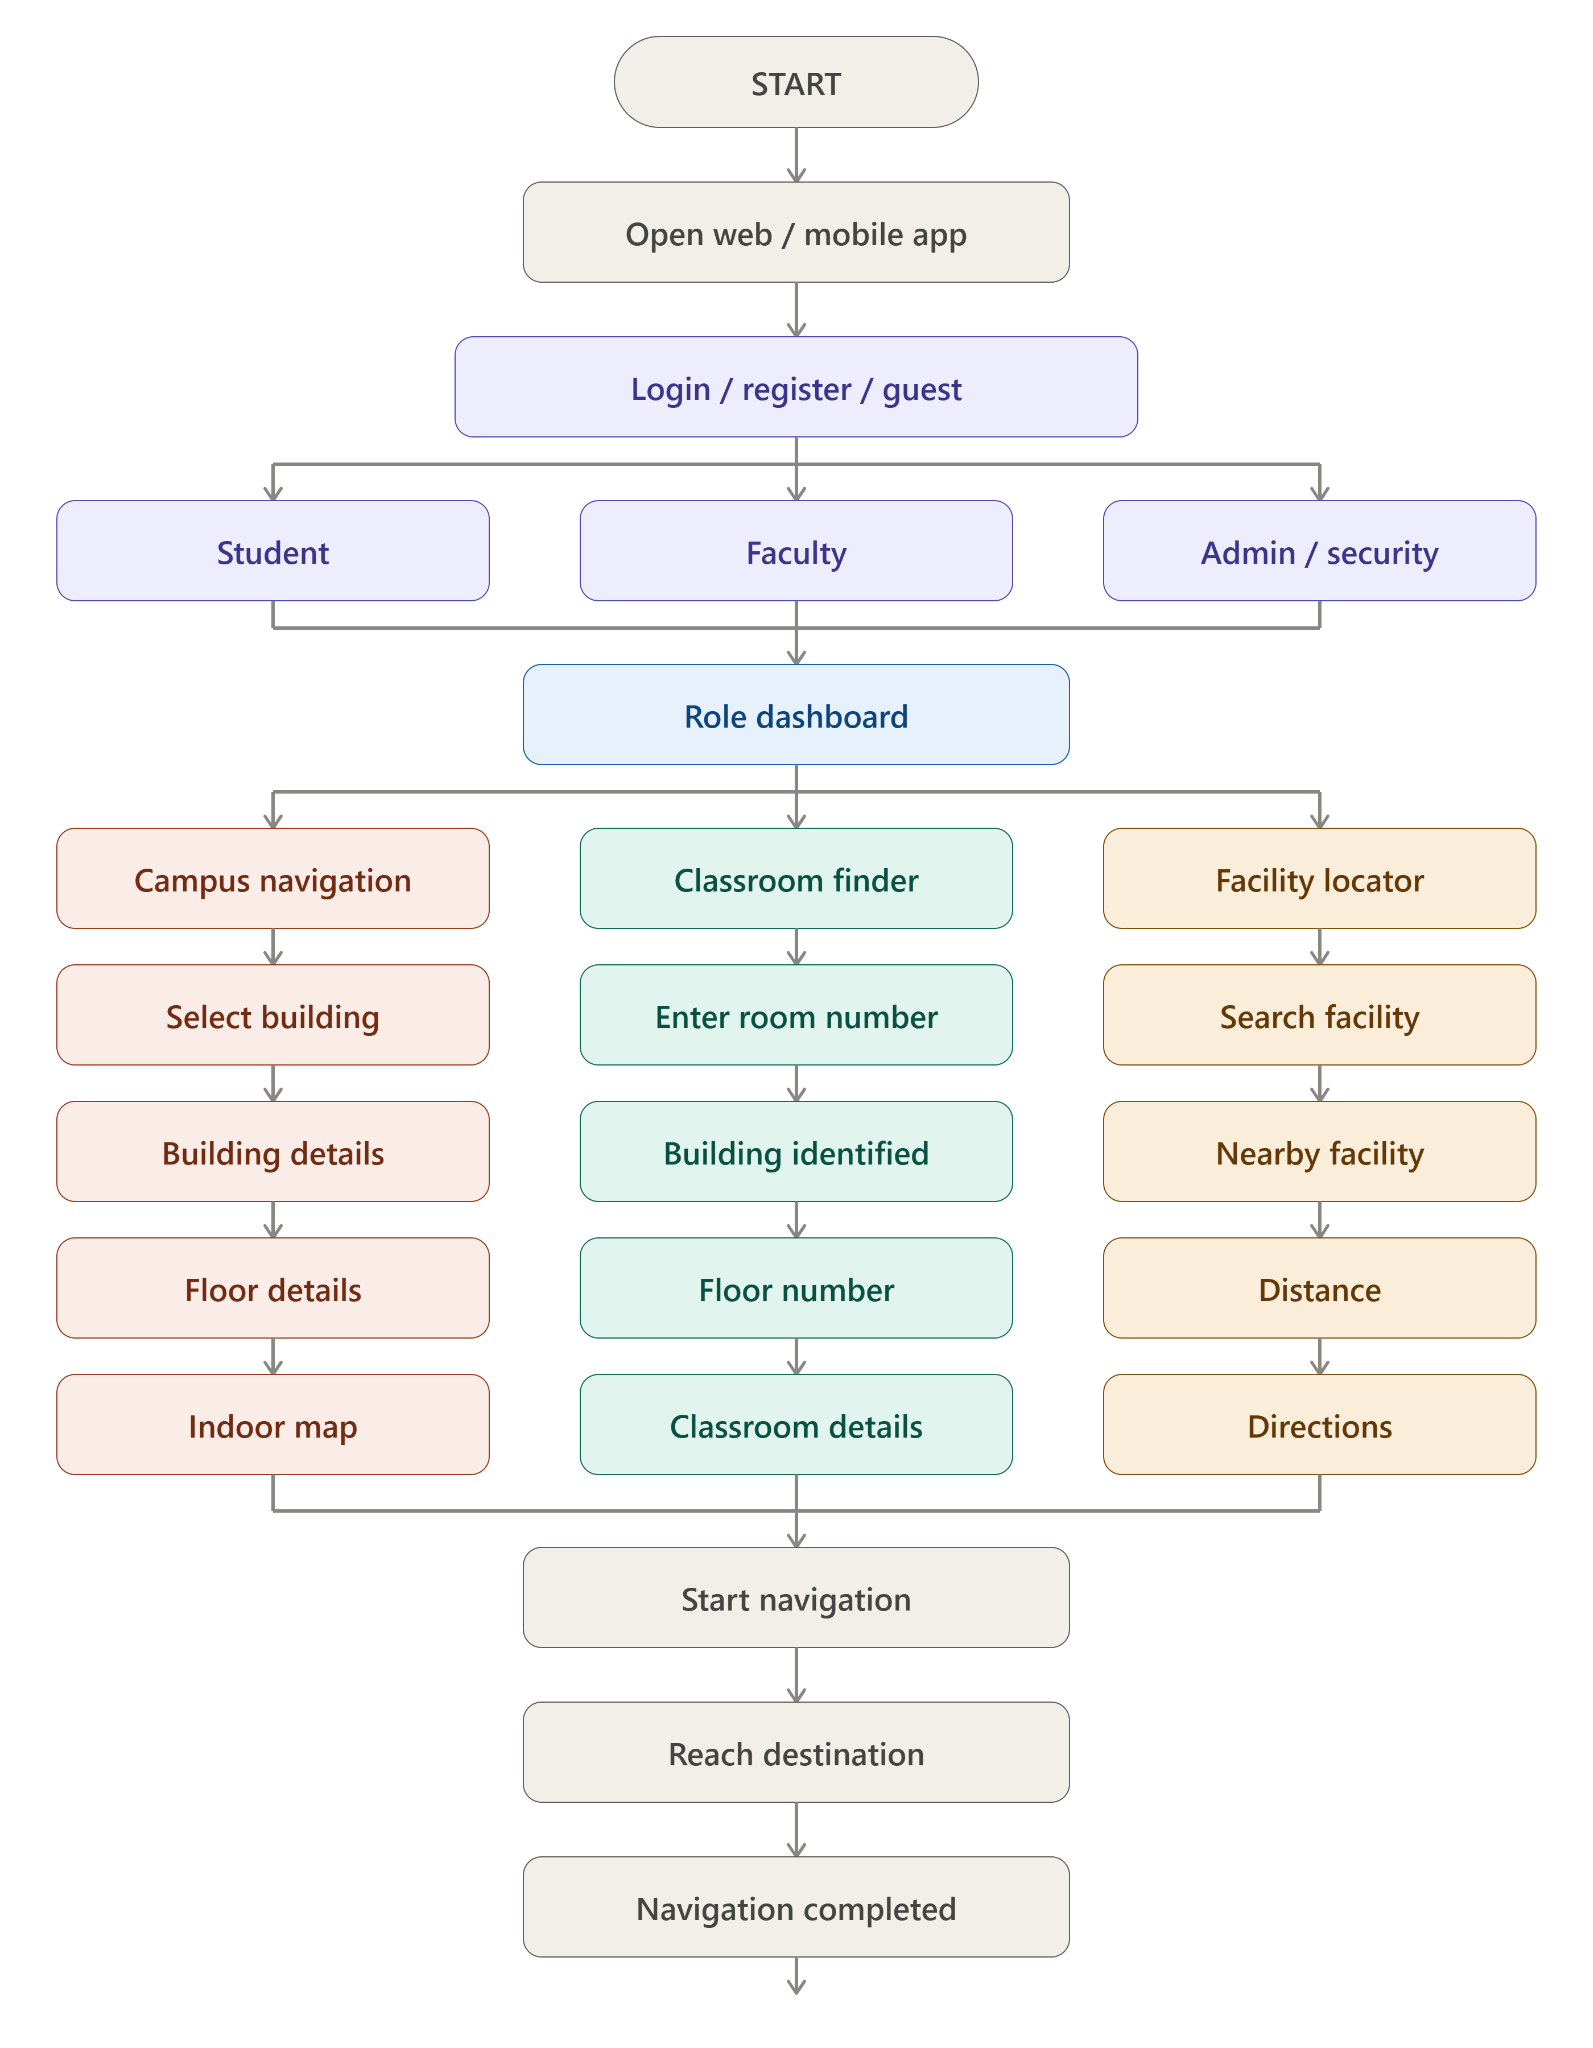 START
Open web / mobile app
Login / register / guest
Student
Faculty
Admin / security
Role dashboard
Campus navigation
Classroom finder
Facility locator
Select building
Enter room number
Search facility
Building details
Building identified
Nearby facility
Floor details
Floor number
Distance
Indoor map
Classroom details
Directions
Start navigation
Reach destination
Navigation completed